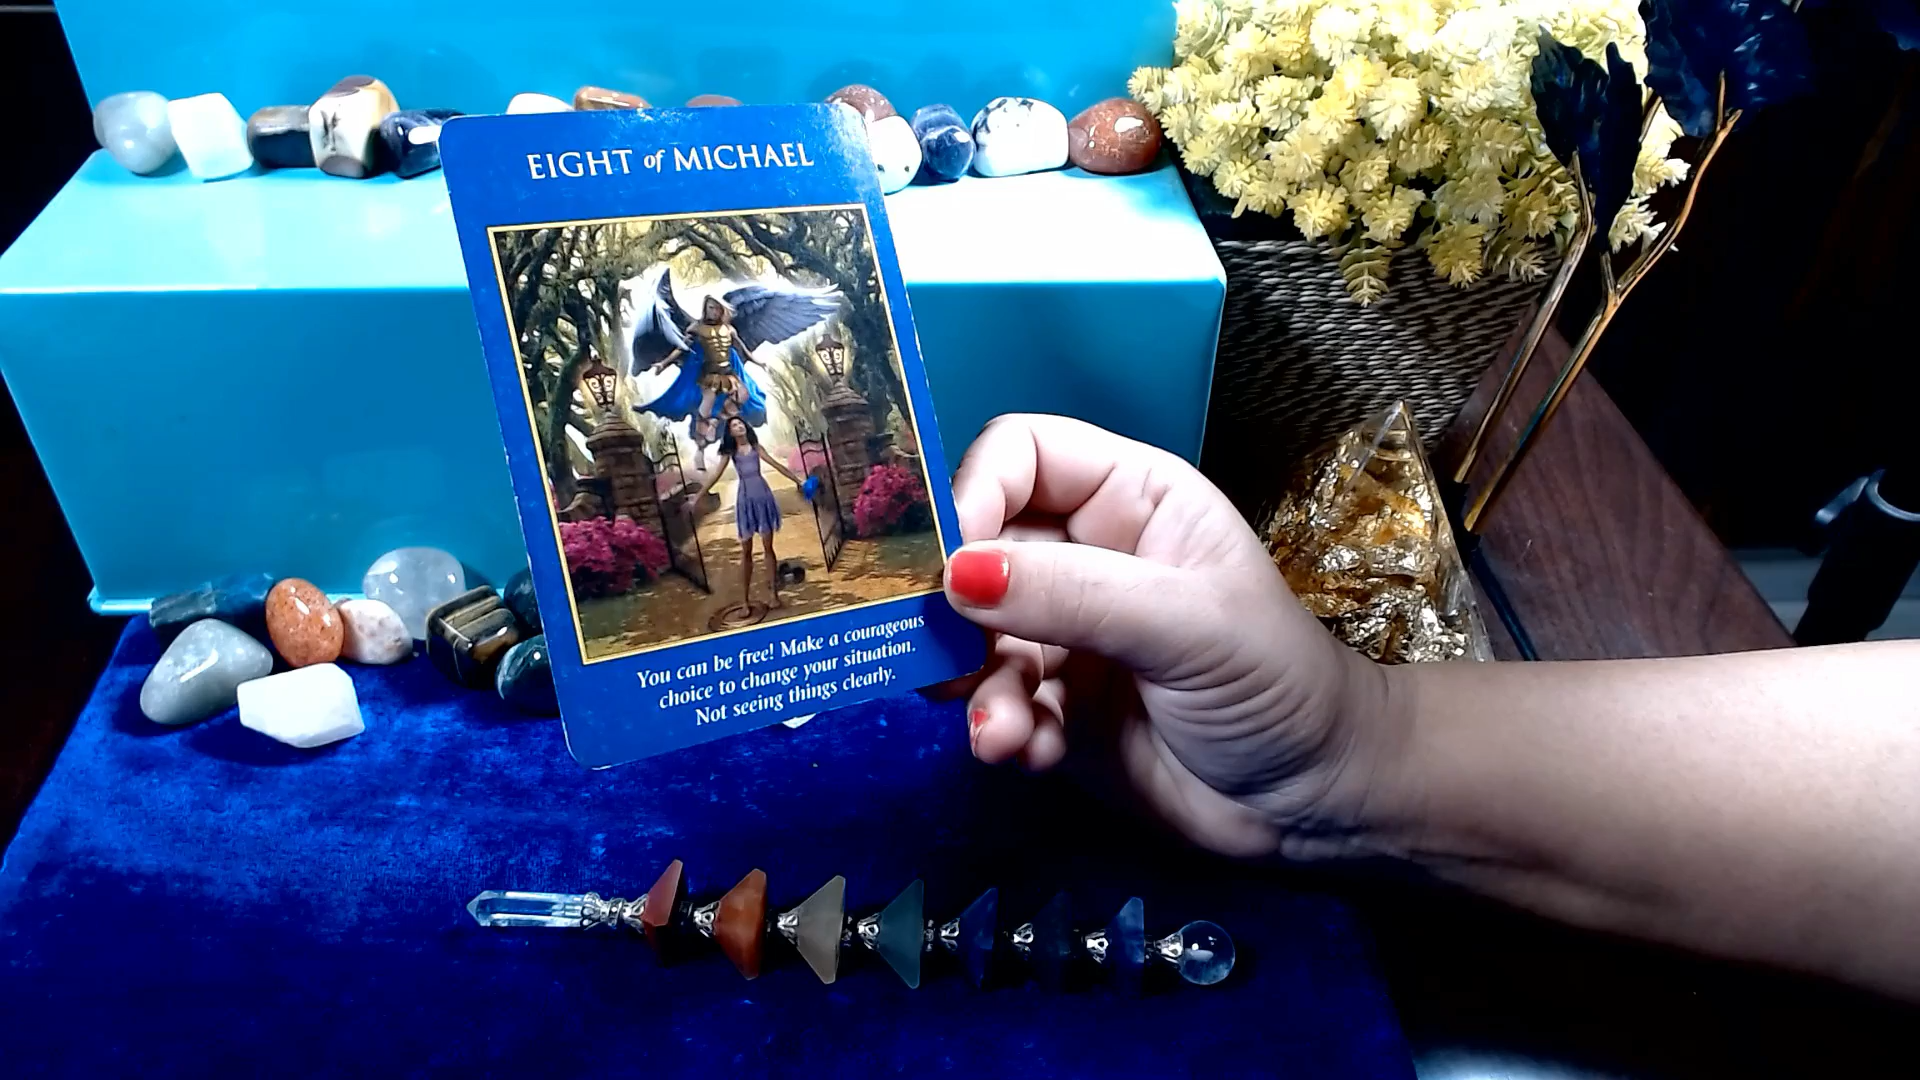 EIGHT of MICHAEL
You can be free! Make a courageous
choice to change your situation.
Not seeing things clearly.